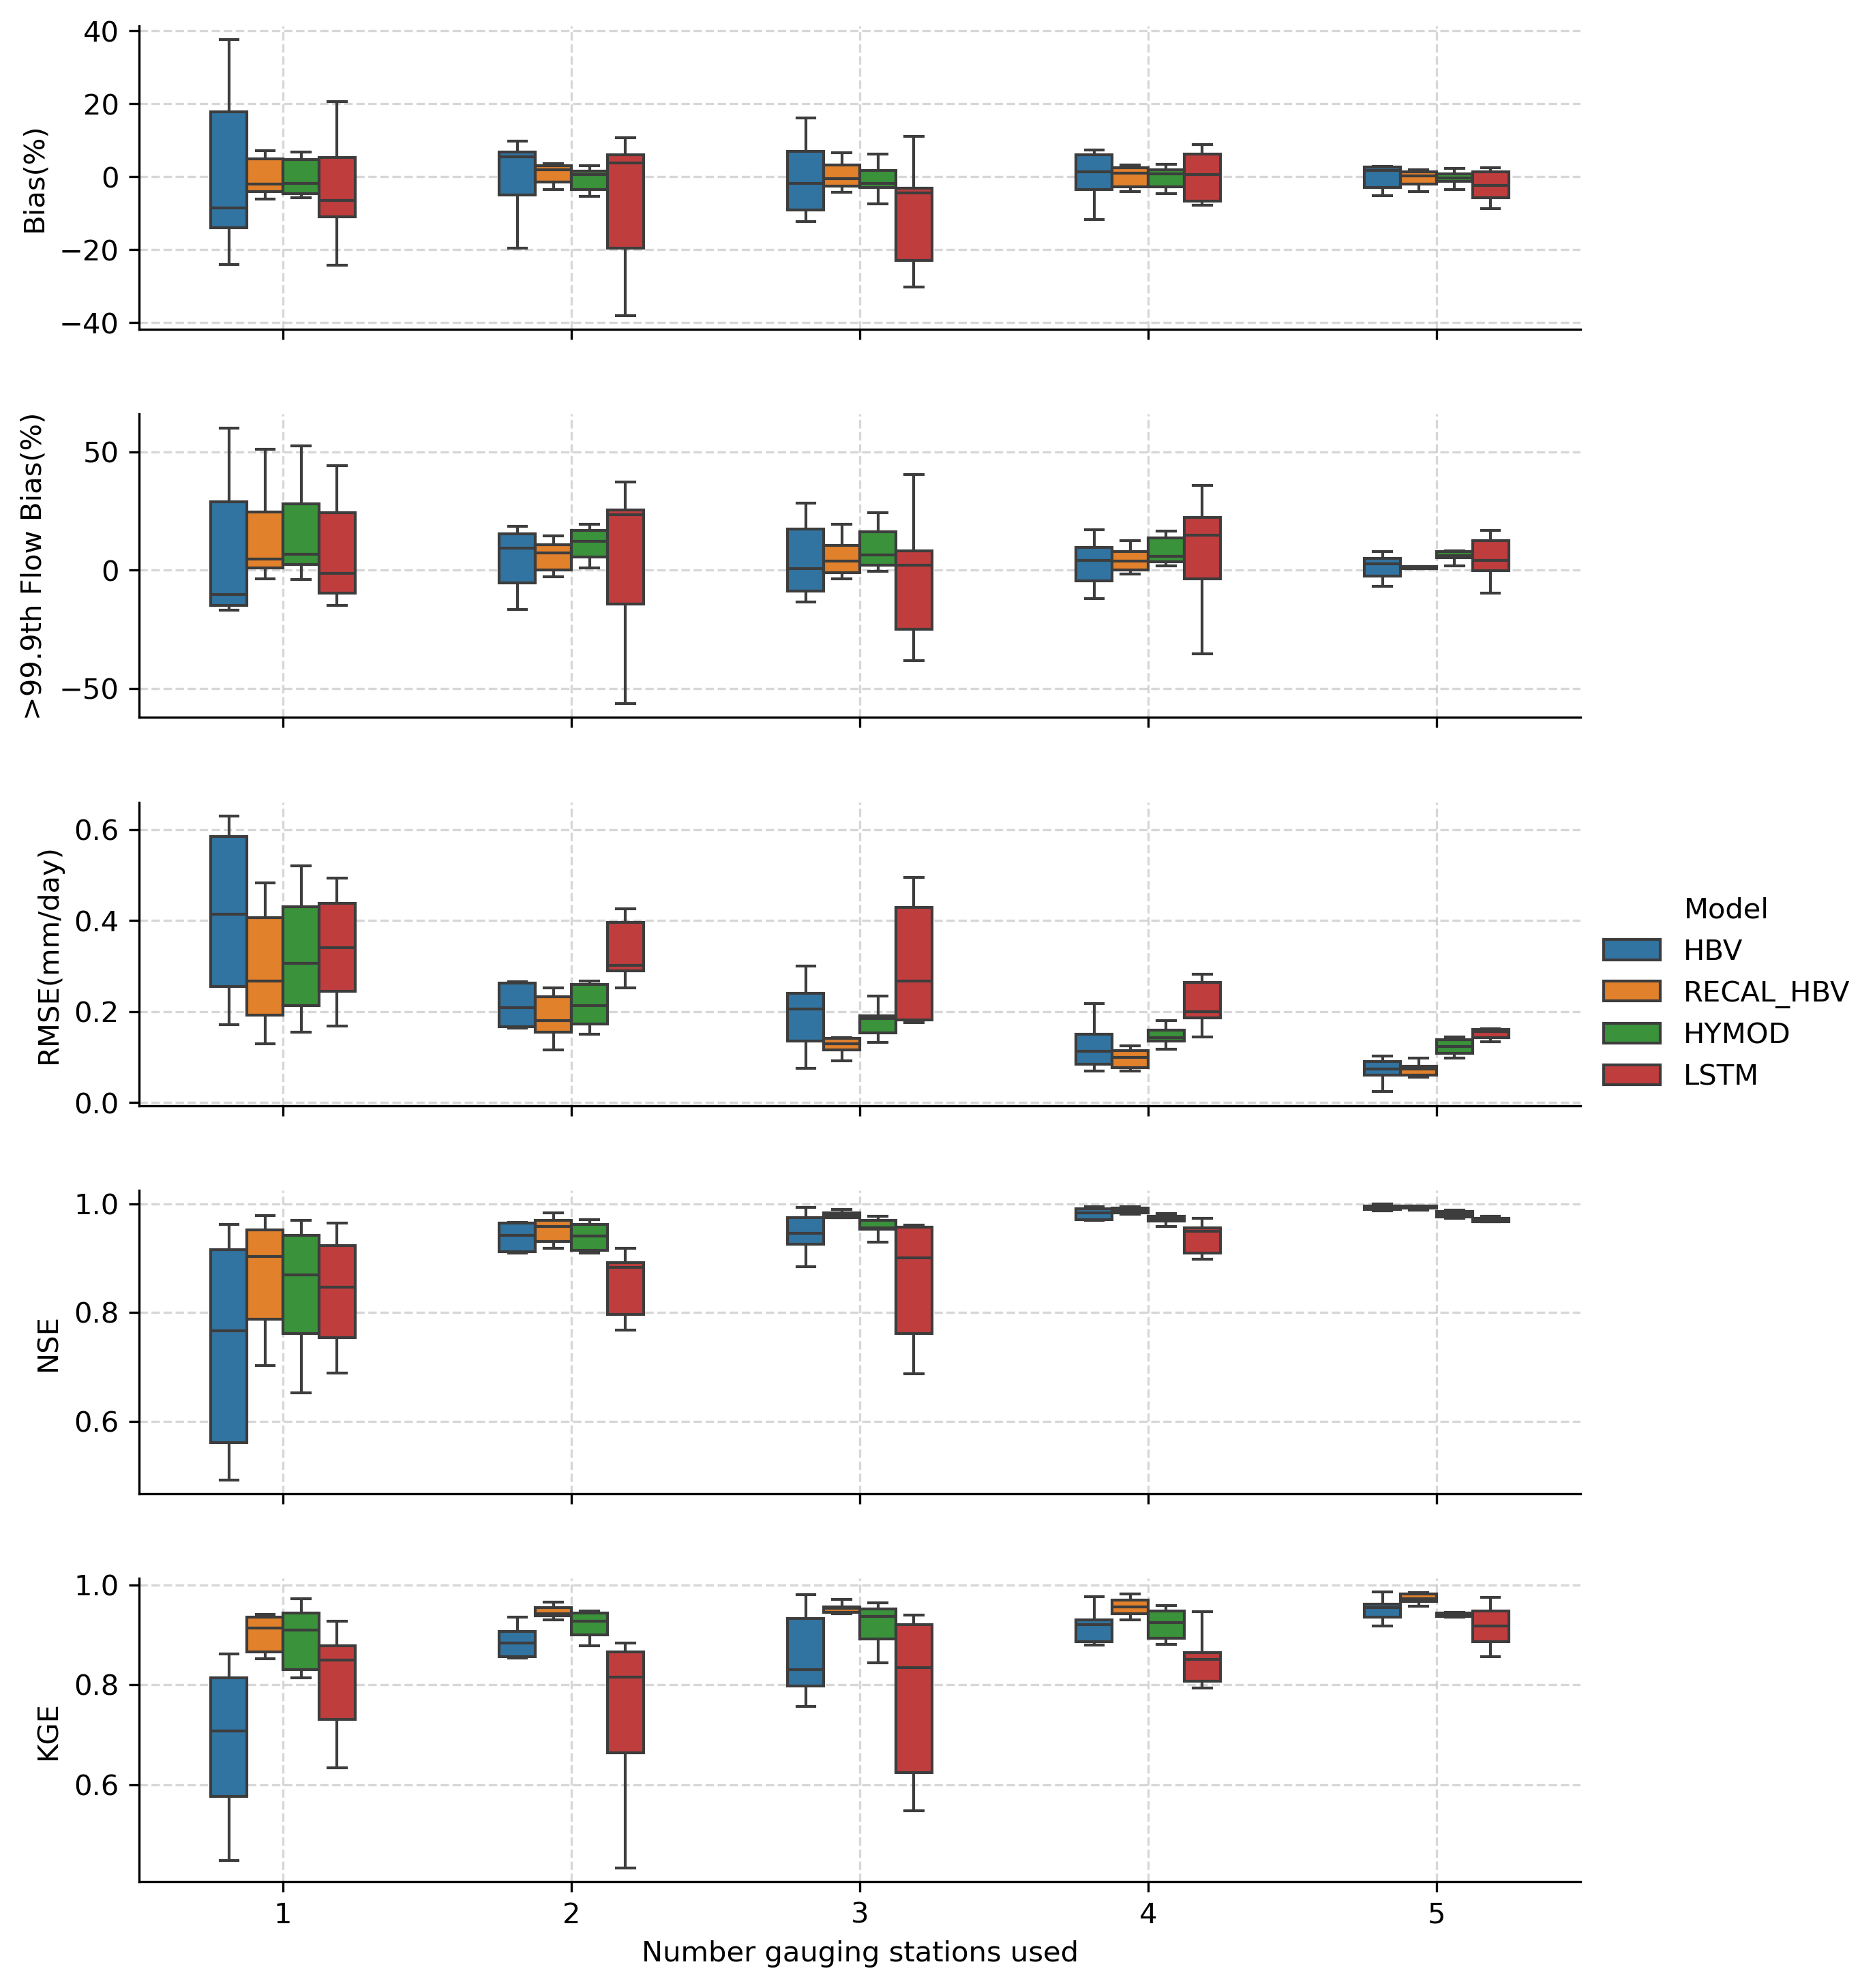 40
20
0
−20
−40
Bias(%)
50
0
−50
>99.9th Flow Bias(%)
0.6
0.4
0.2
0.0
RMSE(mm/day)
Model
HBV
RECAL_HBV
HYMOD
LSTM
1.0
0.8
0.6
NSE
1.0
0.8
0.6
KGE
1 2 3 4 5
Number gauging stations used